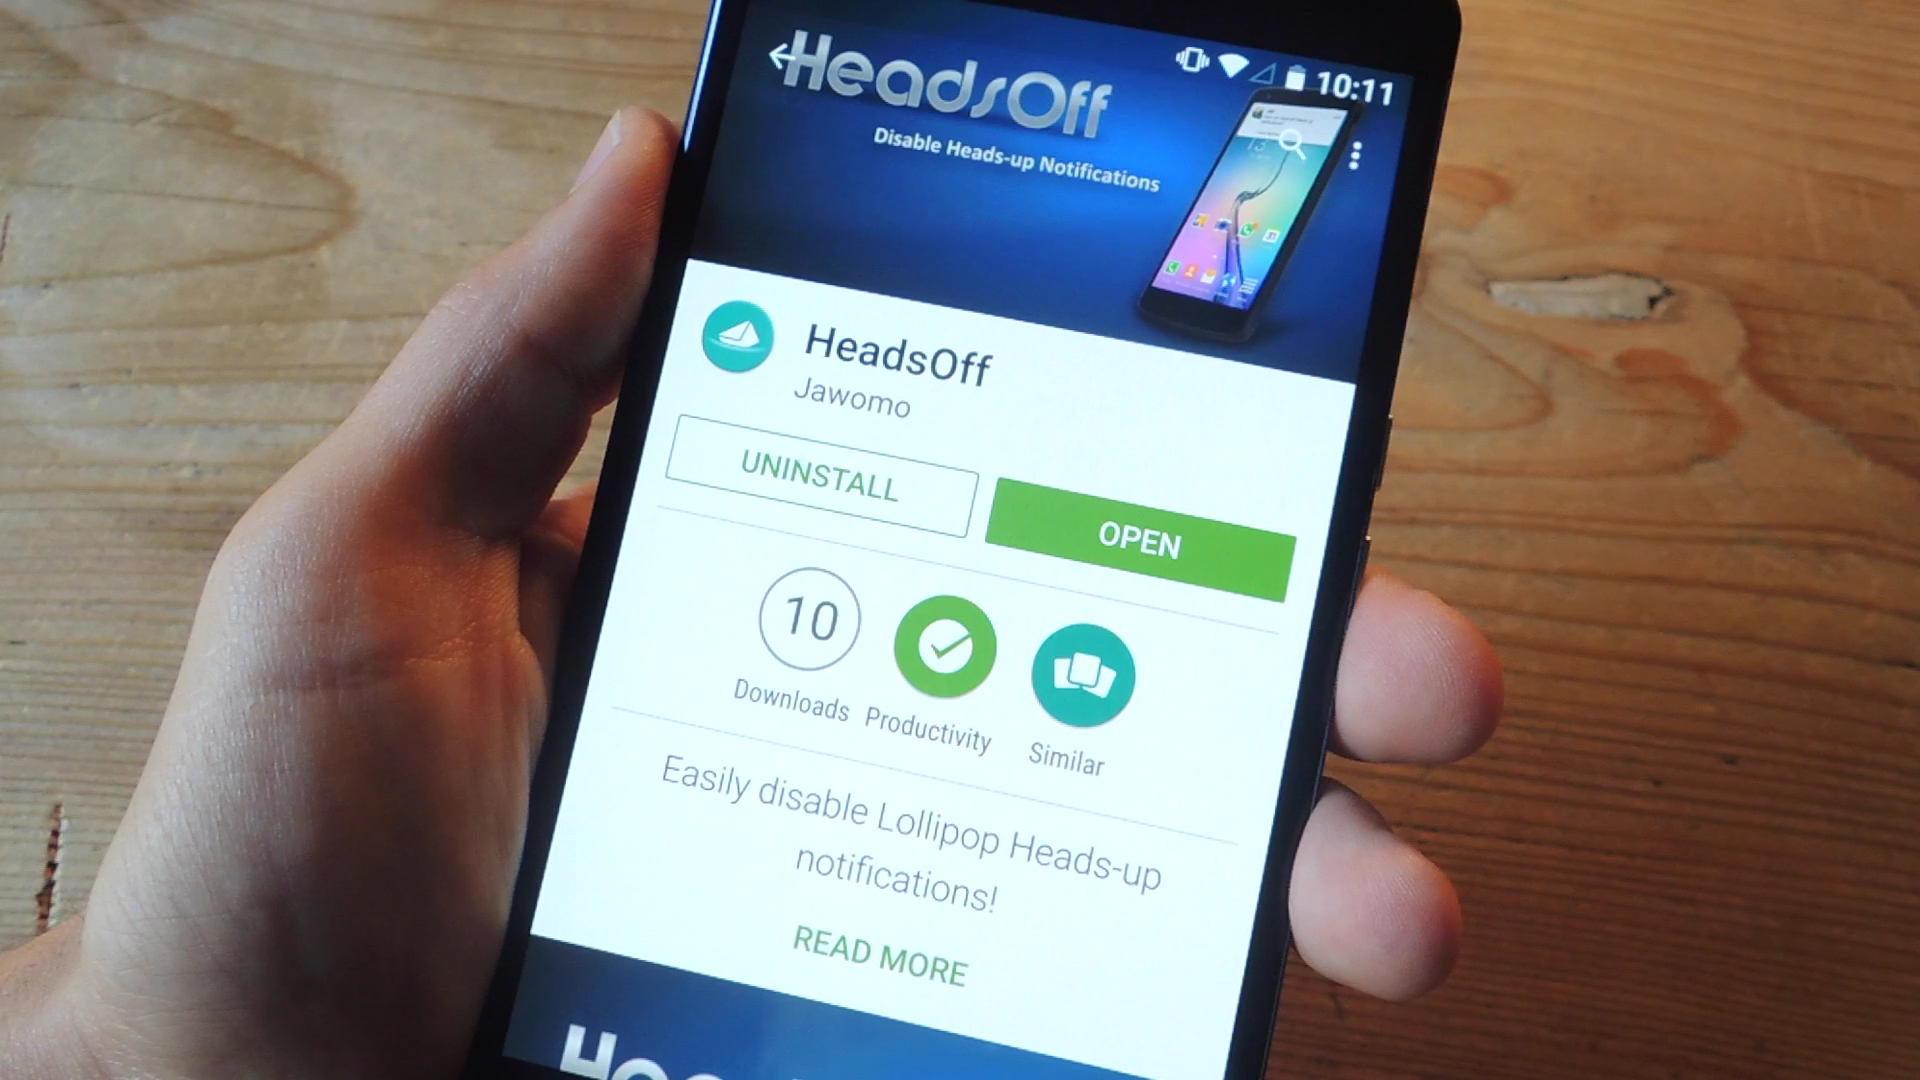 10:11
HeadsOff
Disable Heads-up Notifications
HeadsOff
Jawomo
UNINSTALL
OPEN
10
Downloads
Productivity
Similar
Easily disable Lollipop Heads-up
notifications!
READ MORE